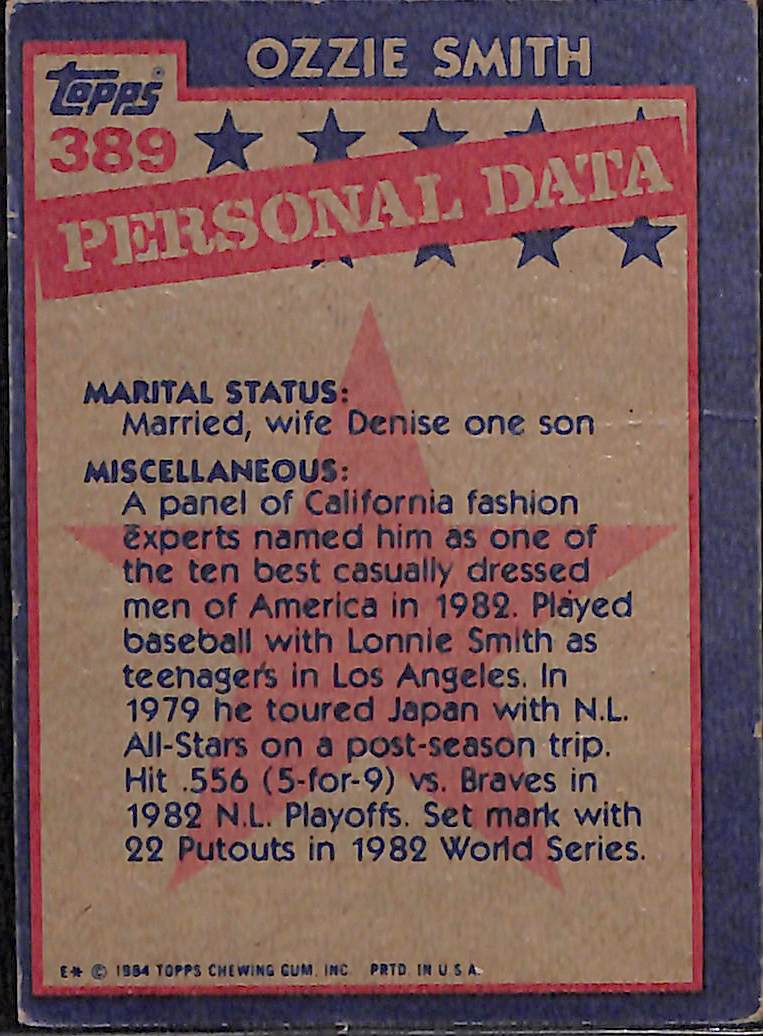 OZZIE SMITH
Topps®
389
PERSONAL DATA
MARITAL STATUS:
Married, wife Denise one son
MISCELLANEOUS:
A panel of California fashion
experts named him as one of
the ten best casually dressed
men of America in 1982. Played
baseball with Lonnie Smith as
teenagers in Los Angeles. In
1979 he toured Japan with N.L.
All-Stars on a post-season trip.
Hit .556 (5-for-9) vs. Braves in
1982 N.L. Playoffs. Set mark with
22 Putouts in 1982 World Series.
E* © 1984 TOPPS CHEWING GUM, INC. PRTD. IN U.S.A.